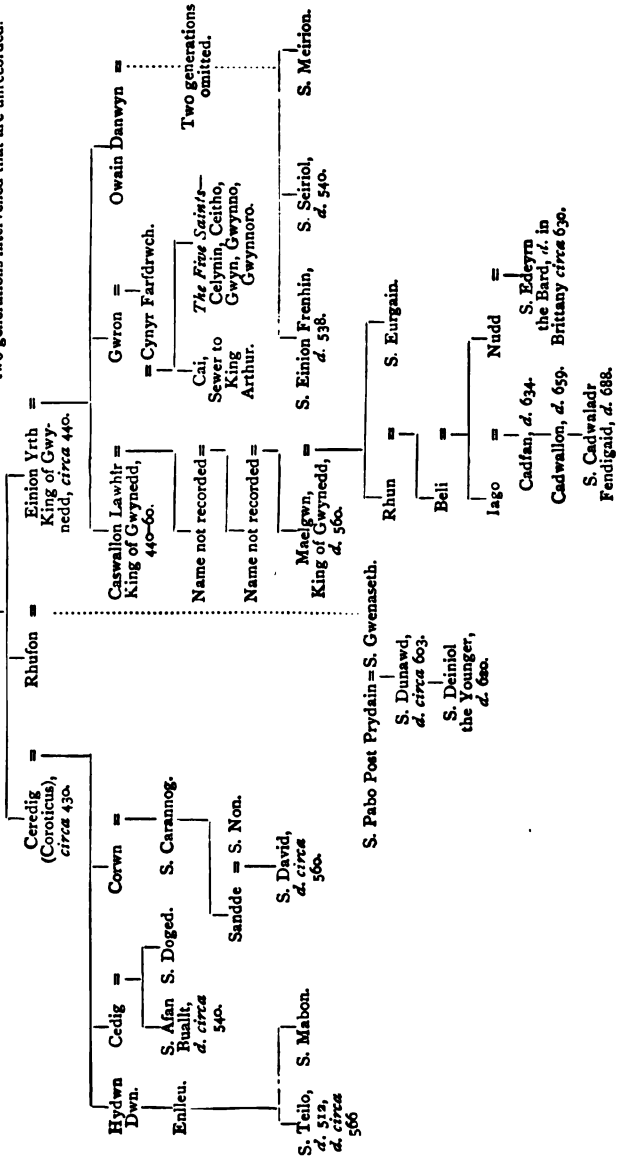 two generations intervened that are unrecorded.
Ceredig
(Coroticus),
circa 430.
=
Rhufon
=
Einion Yrth
King of Gwy-
nedd, circa 440.
=
Hydwn
Dwn.
Enlleu.
S. Teilo,
d. 512,
d. circa
566
S. Mabon.
Cedig
=
S. Afan
Buallt,
d. circa
540.
S. Doged.
Corwn
=
S. Carannog.
Sandde = S. Non.
S. David,
d. circa
560.
S. Pabo Post Prydain = S. Gwenaseth.
S. Dunawd,
d. circa 603.
S. Deiniol
the Younger,
d. 620.
Caswallon Lawhir =
King of Gwynedd,
440-60.
Name not recorded =
Name not recorded =
Maelgwn, =
King of Gwynedd,
d. 560.
Gwron =
= Cynyr Farfdrwch.
Cai,
Sewer to
King
Arthur.
The Five Saints—
Celynin, Ceitho,
Gwyn, Gwynno,
Gwynnoro.
Owain Danwyn =
Two generations
omitted.
S. Einion Frenhin,
d. 538.
S. Seiriol,
d. 540.
S. Meirion.
Rhun =
S. Eurgain.
Beli =
Iago =
Cadfan, d. 634.
Cadwallon, d. 659.
S. Cadwaladr
Fendigaid, d. 688.
Nudd =
S. Edeyrn
the Bard, d. in
Brittany circa 630.